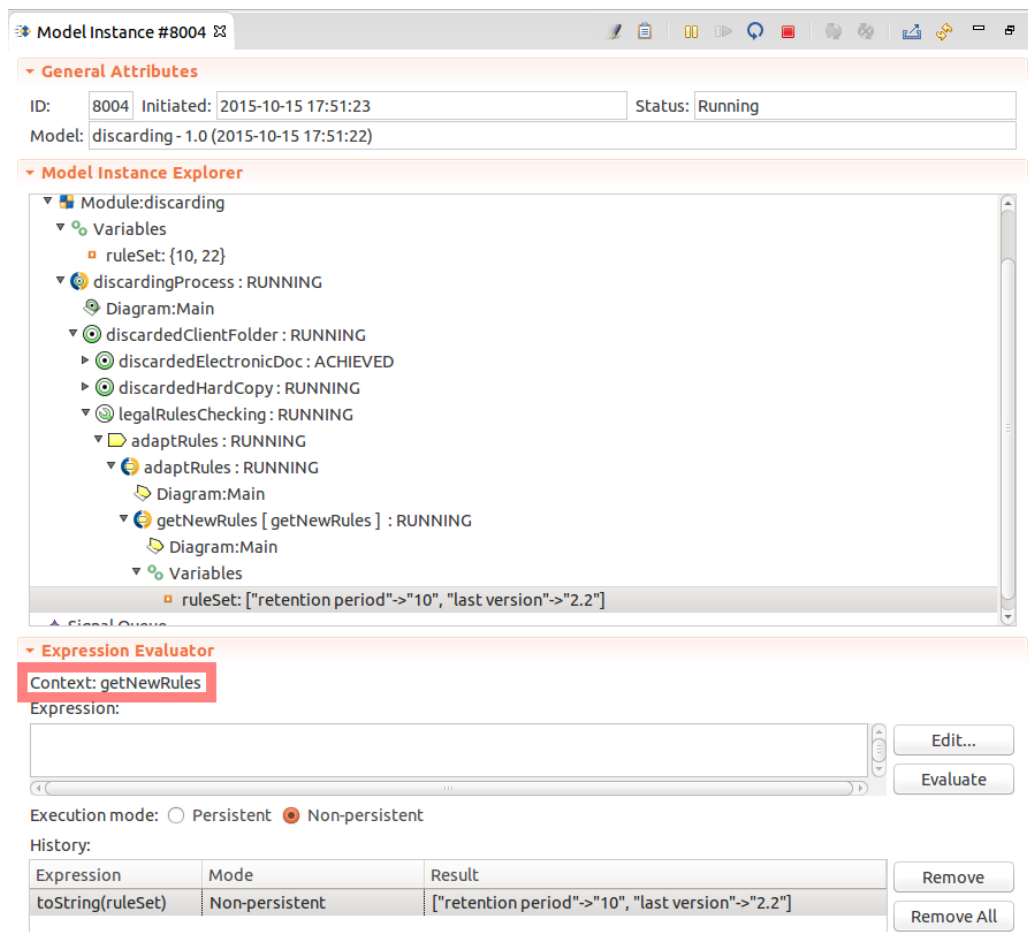 Model Instance #8004
General Attributes
ID: 8004 Initiated: 2015-10-15 17:51:23 Status: Running
Model: discarding - 1.0 (2015-10-15 17:51:22)
Model Instance Explorer
Module:discarding
Variables
ruleSet: {10, 22}
discardingProcess : RUNNING
Diagram:Main
discardedClientFolder : RUNNING
discardedElectronicDoc : ACHIEVED
discardedHardCopy : RUNNING
legalRulesChecking : RUNNING
adaptRules : RUNNING
adaptRules : RUNNING
Diagram:Main
getNewRules [ getNewRules ] : RUNNING
Diagram:Main
Variables
ruleSet: ["retention period"->"10", "last version"->"2.2"]
Signal Queue
Expression Evaluator
Context: getNewRules
Expression:
Edit...
Evaluate
Execution mode: Persistent Non-persistent
History:
Expression Mode Result Remove
toString(ruleSet) Non-persistent ["retention period"->"10", "last version"->"2.2"]
Remove All